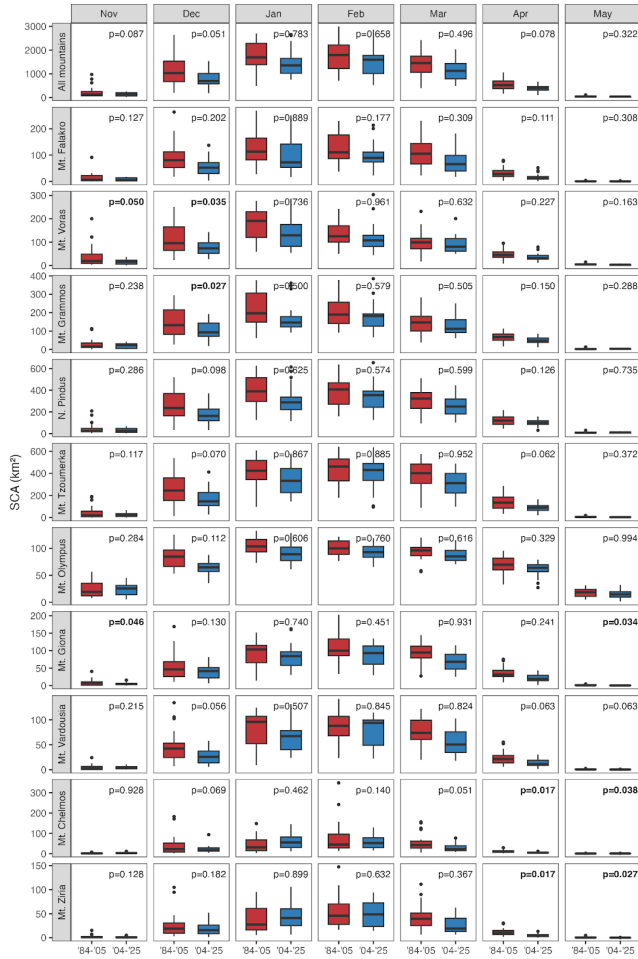 Nov Dec Jan Feb Mar Apr May
SCA (km²)
All mountains
3000
2000
1000
0
p=0.087 p=0.051 p=0.783 p=0.658 p=0.496 p=0.078 p=0.322
Mt. Falakro
200
100
0
p=0.127 p=0.202 p=0.889 p=0.177 p=0.309 p=0.111 p=0.308
Mt. Voras
300
200
100
0
p=0.050 p=0.035 p=0.736 p=0.961 p=0.632 p=0.227 p=0.163
Mt. Grammos
400
300
200
100
0
p=0.238 p=0.027 p=0.500 p=0.579 p=0.505 p=0.150 p=0.288
N. Pindus
600
400
200
0
p=0.286 p=0.098 p=0.625 p=0.574 p=0.599 p=0.126 p=0.735
Mt. Tzoumerka
600
400
200
0
p=0.117 p=0.070 p=0.867 p=0.885 p=0.952 p=0.062 p=0.372
Mt. Olympus
100
50
0
p=0.284 p=0.112 p=0.606 p=0.760 p=0.616 p=0.329 p=0.994
Mt. Giona
200
150
100
50
0
p=0.046 p=0.130 p=0.740 p=0.451 p=0.931 p=0.241 p=0.034
Mt. Vardousia
100
50
0
p=0.215 p=0.056 p=0.507 p=0.845 p=0.824 p=0.063 p=0.063
Mt. Chelmos
300
200
100
0
p=0.928 p=0.069 p=0.462 p=0.140 p=0.051 p=0.017 p=0.038
Mt. Ziria
150
100
50
0
p=0.128 p=0.182 p=0.899 p=0.632 p=0.367 p=0.017 p=0.027
'84-'05 '04-'25 '84-'05 '04-'25 '84-'05 '04-'25 '84-'05 '04-'25 '84-'05 '04-'25 '84-'05 '04-'25 '84-'05 '04-'25